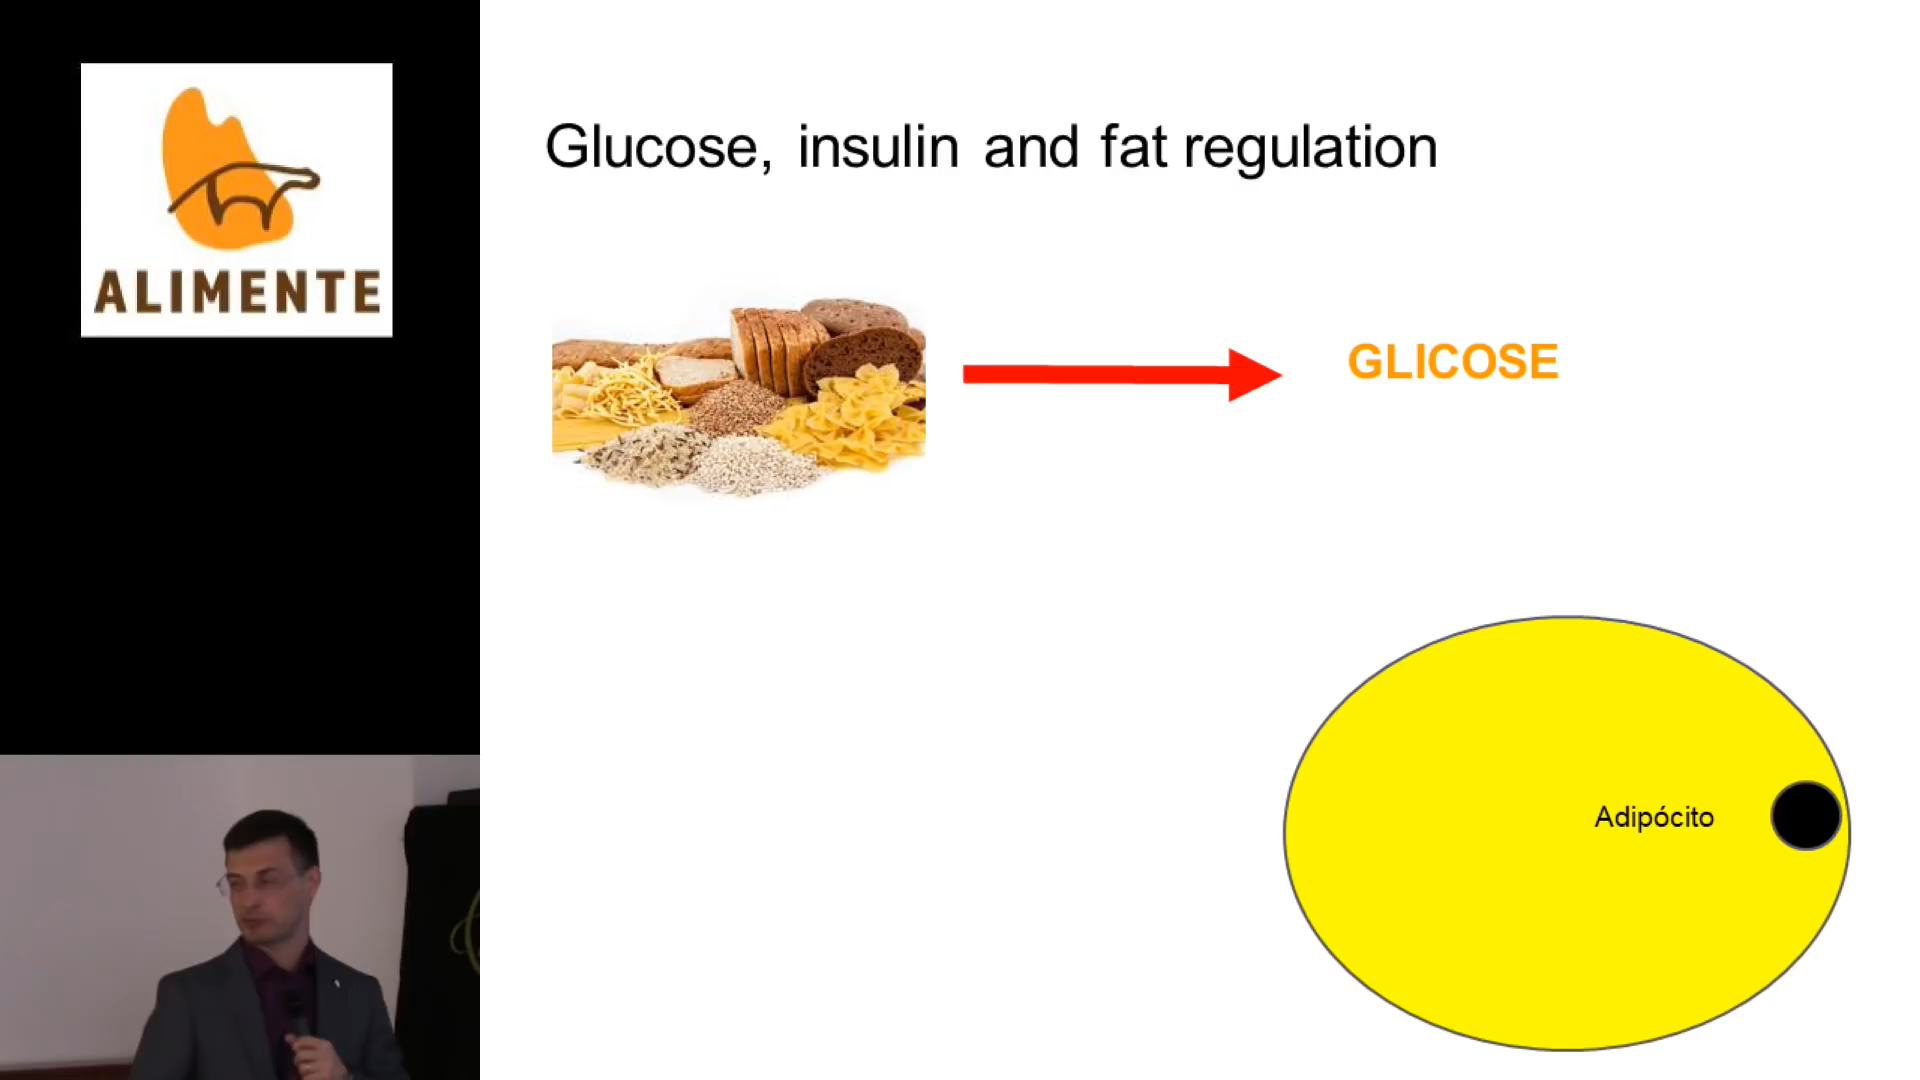 ALIMENTE
Glucose, insulin and fat regulation
GLICOSE
Adipócito